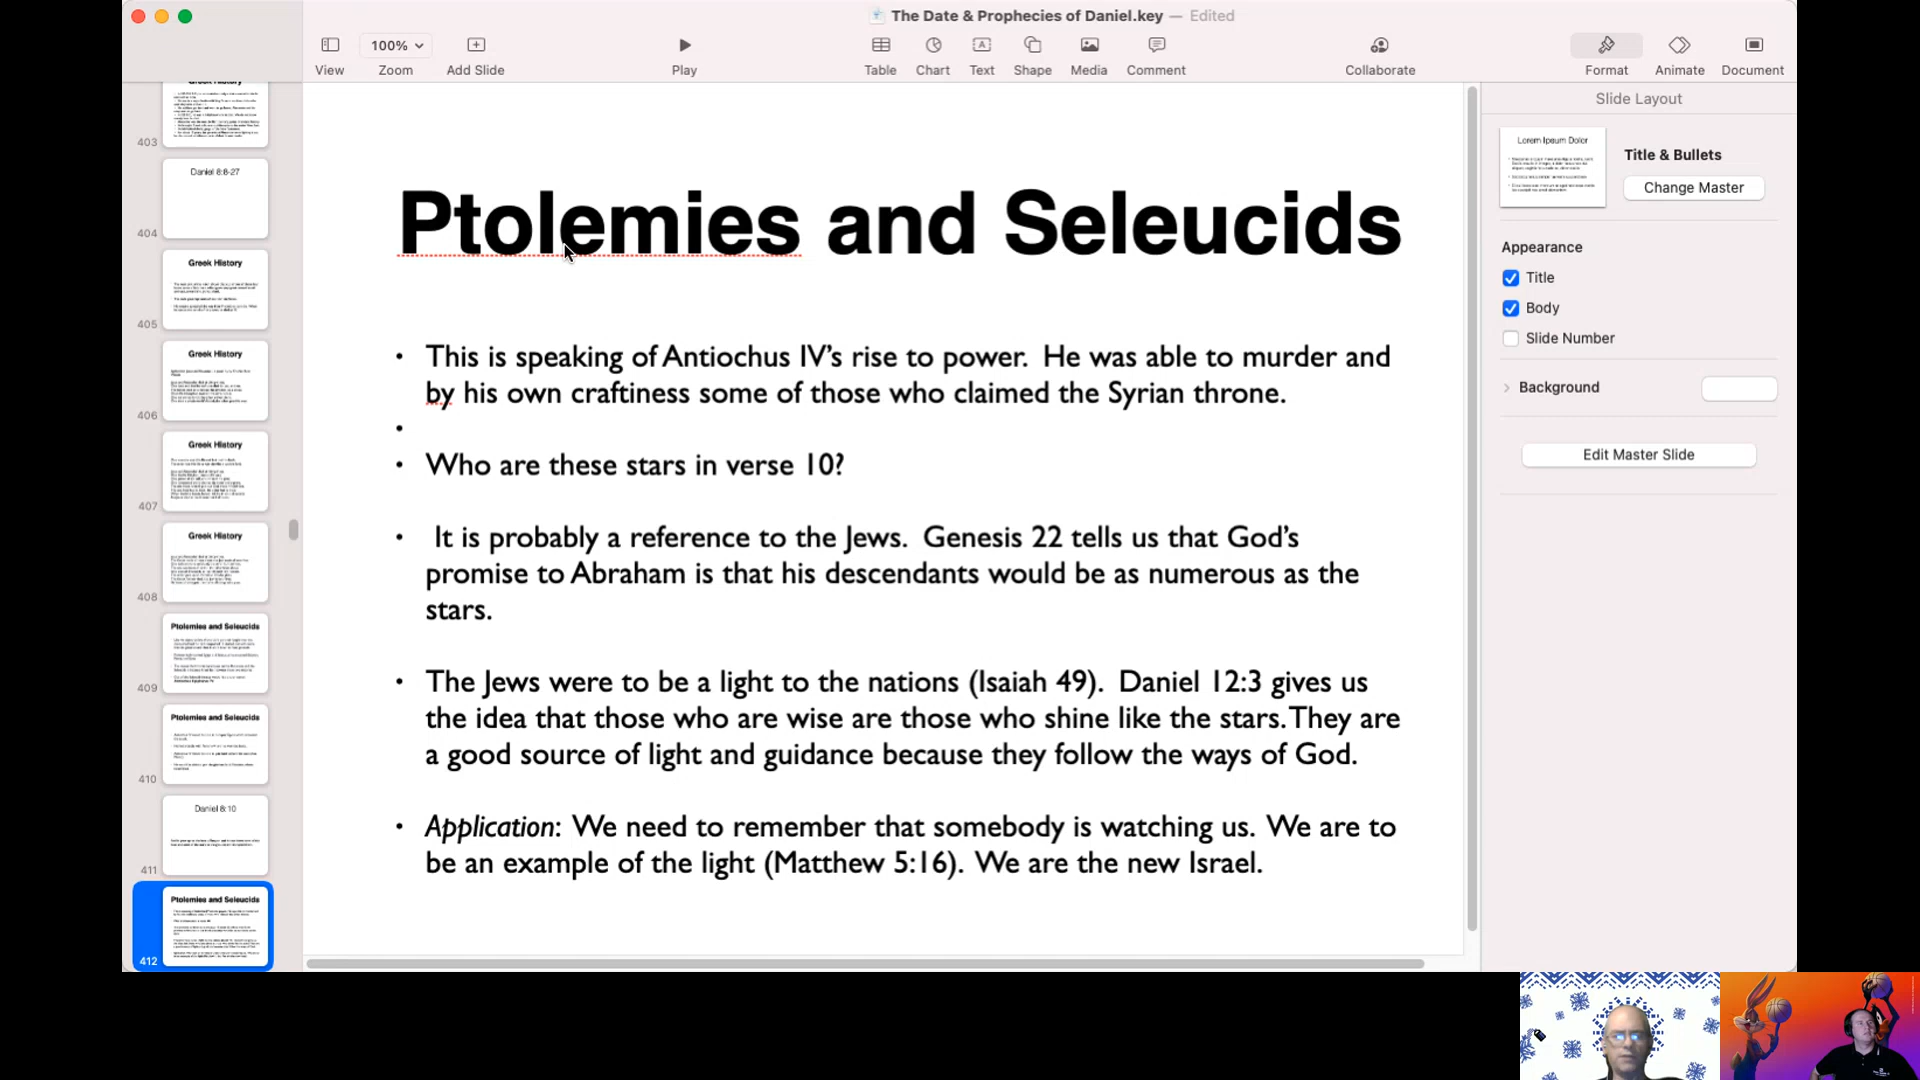 The Date & Prophecies of Daniel.key — Edited
100%
View Zoom Add Slide Play Table Chart Text Shape Media Comment Collaborate Format Animate Document
Greek History
403
Daniel 8:8-27
404
Greek History
405
Greek History
406
Greek History
407
Greek History
408
Ptolemies and Seleucids
409
Ptolemies and Seleucids
410
Daniel 8:10
411
Ptolemies and Seleucids
412
Ptolemies and Seleucids
• This is speaking of Antiochus IV’s rise to power. He was able to murder and
by his own craftiness some of those who claimed the Syrian throne.
•
• Who are these stars in verse 10?
• It is probably a reference to the Jews. Genesis 22 tells us that God’s
promise to Abraham is that his descendants would be as numerous as the
stars.
• The Jews were to be a light to the nations (Isaiah 49). Daniel 12:3 gives us
the idea that those who are wise are those who shine like the stars. They are
a good source of light and guidance because they follow the ways of God.
• Application: We need to remember that somebody is watching us. We are to
be an example of the light (Matthew 5:16). We are the new Israel.
Slide Layout
Lorem Ipsum Dolor
Title & Bullets
Change Master
Appearance
Title
Body
Slide Number
Background
Edit Master Slide